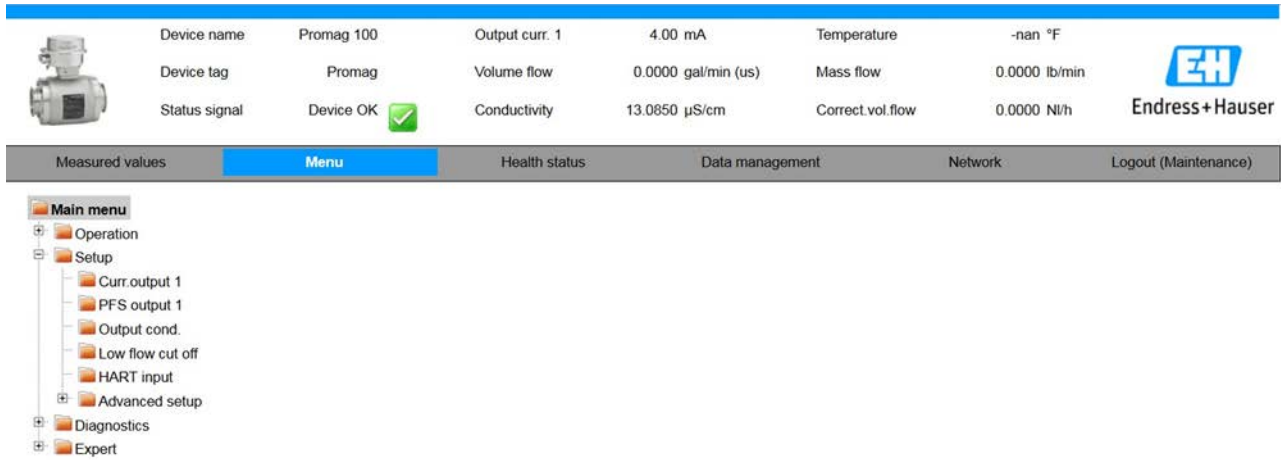 Device name Promag 100 Output curr. 1 4.00 mA Temperature -nan °F
Device tag Promag Volume flow 0.0000 gal/min (us) Mass flow 0.0000 lb/min
Status signal Device OK Conductivity 13.0850 µS/cm Correct.vol.flow 0.0000 Nl/h
EH
Endress+Hauser
Measured values Menu Health status Data management Network Logout (Maintenance)
Main menu
Operation
Setup
Curr.output 1
PFS output 1
Output cond.
Low flow cut off
HART input
Advanced setup
Diagnostics
Expert